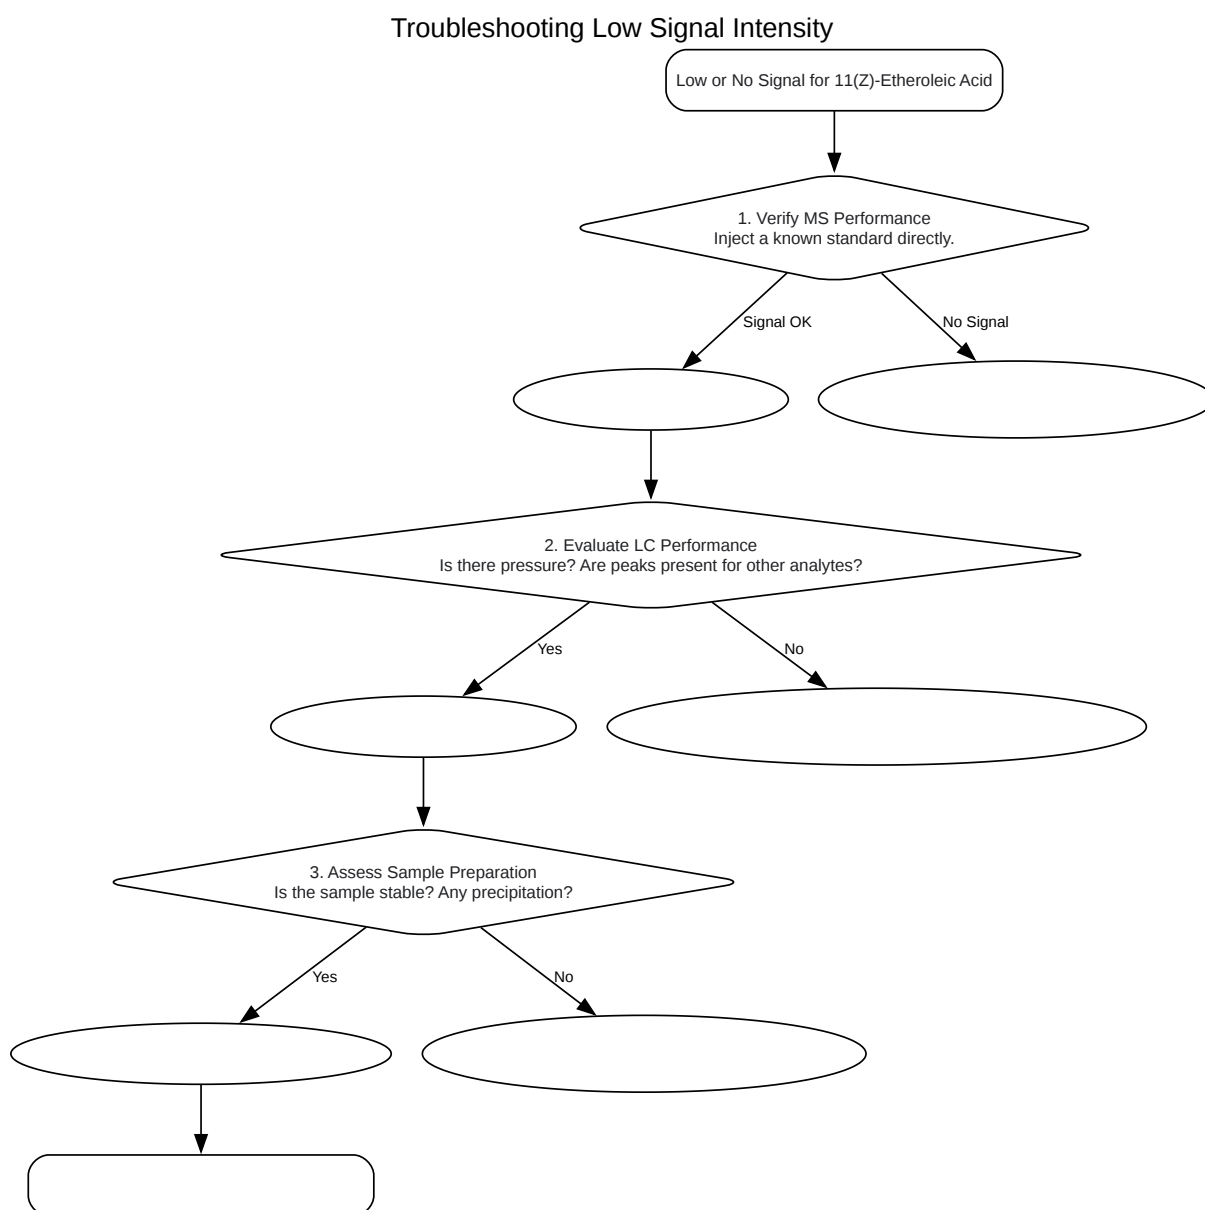 Troubleshooting Low Signal Intensity
Low or No Signal for 11(Z)-Etheroleic Acid
1. Verify MS Performance
Inject a known standard directly.
Signal OK
No Signal
2. Evaluate LC Performance
Is there pressure? Are peaks present for other analytes?
Yes
No
3. Assess Sample Preparation
Is the sample stable? Any precipitation?
Yes
No